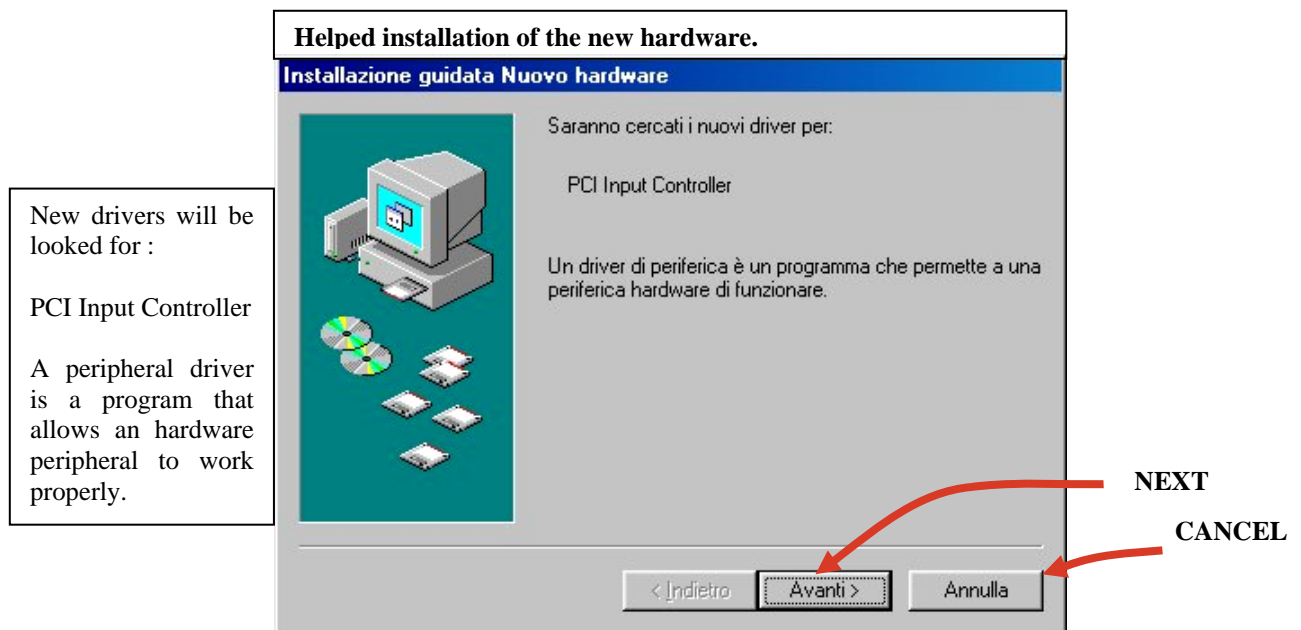 Helped installation of the new hardware.
Installazione guidata Nuovo hardware
Saranno cercati i nuovi driver per:
PCI Input Controller
Un driver di periferica è un programma che permette a una
periferica hardware di funzionare.
New drivers will be
looked for :
PCI Input Controller
A peripheral driver
is a program that
allows an hardware
peripheral to work
properly.
NEXT
CANCEL
< Indietro
Avanti >
Annulla